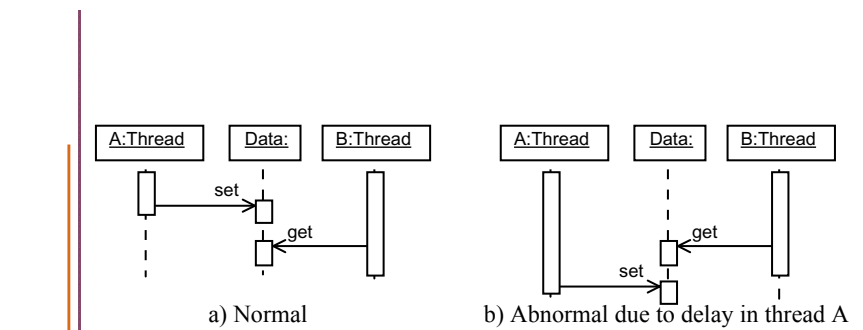 A:Thread Data: B:Thread A:Thread Data: B:Thread
set
get get
set
a) Normal b) Abnormal due to delay in thread A